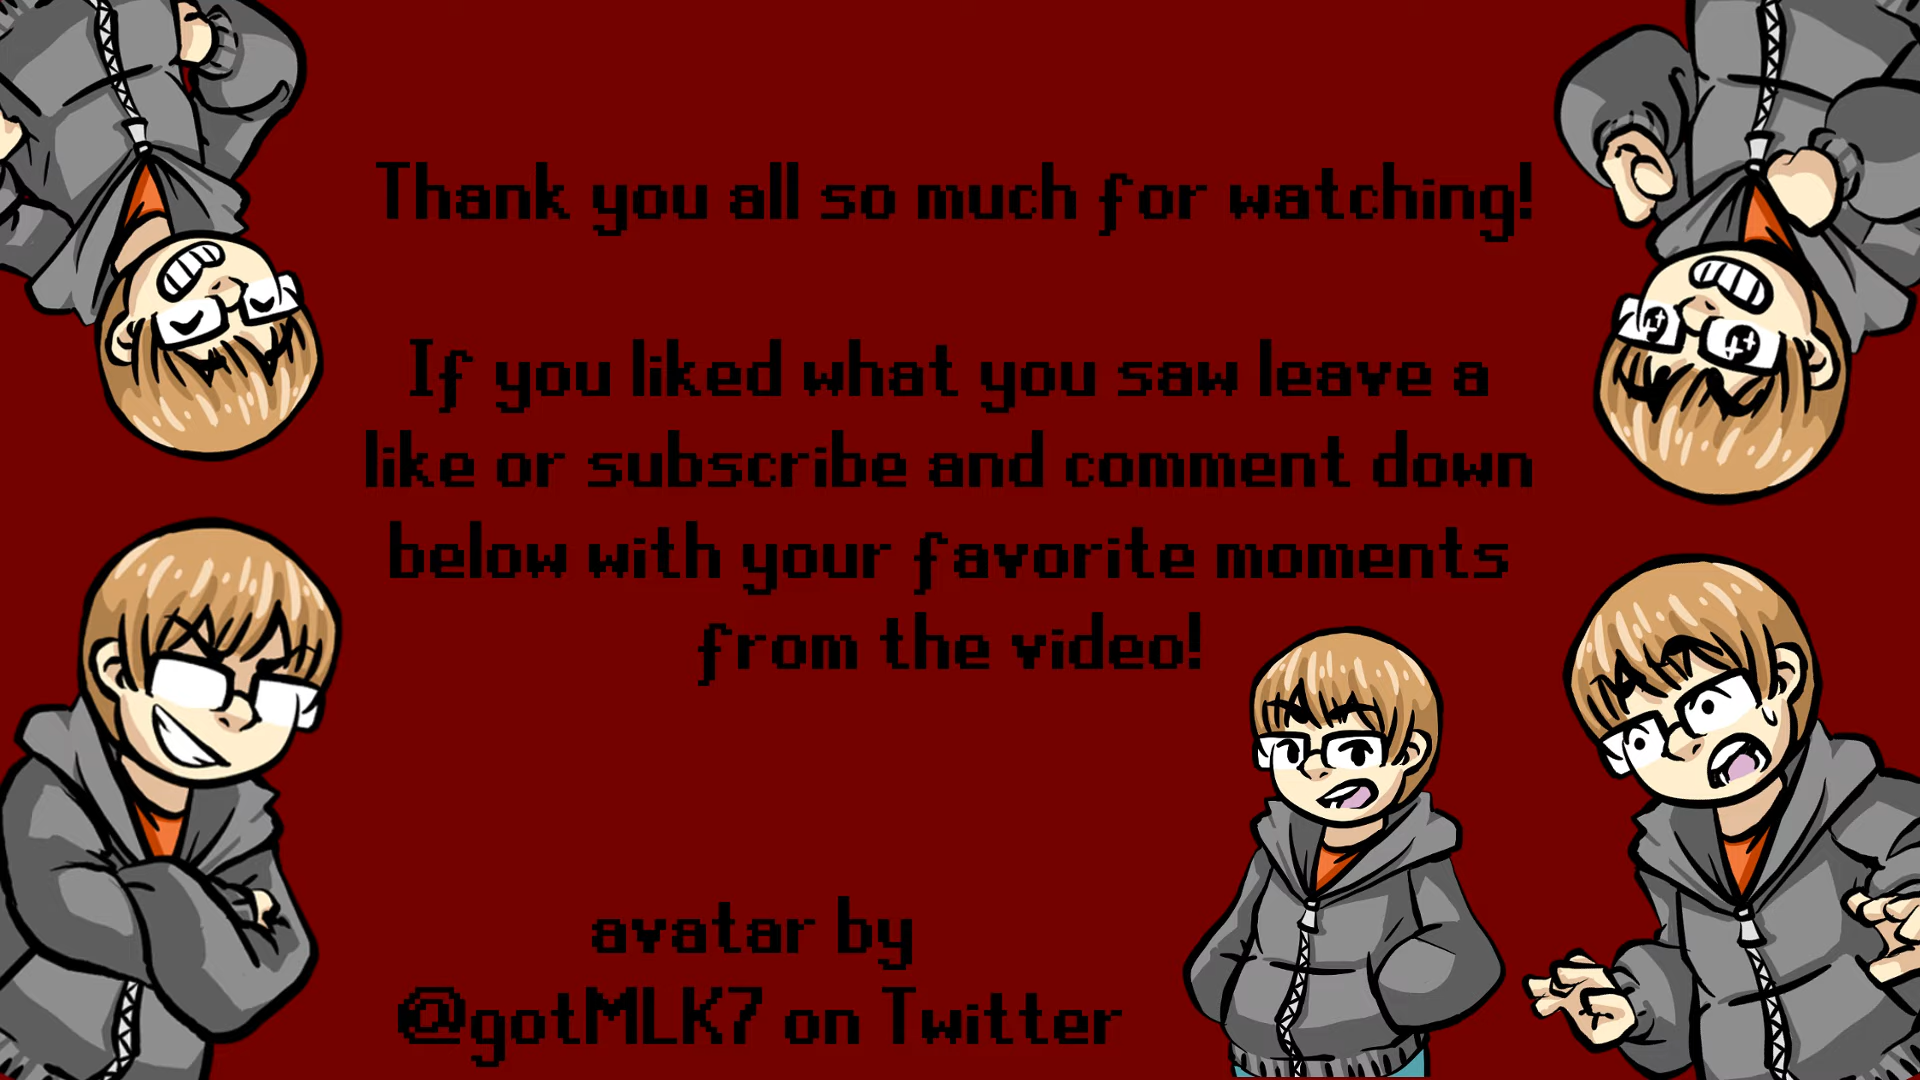 Thank you all so much for watching!
If you liked what you saw leave a
like or subscribe and comment down
below with your favorite moments
from the video!
avatar by
@gotMLK7 on Twitter